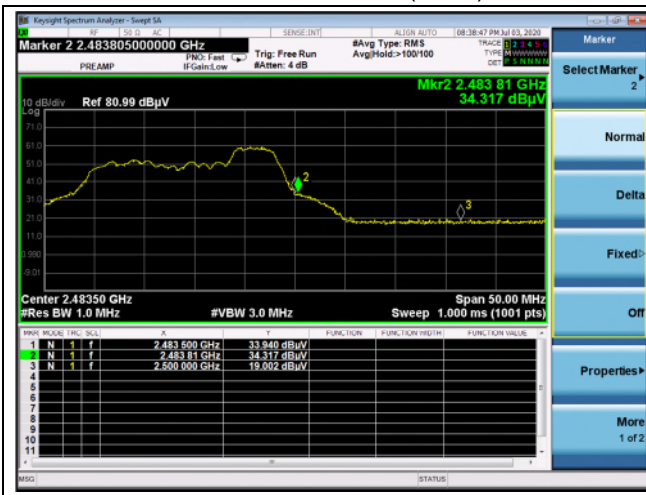 Keysight Spectrum Analyzer - Swept SA
RF 50 Ω AC SENSE:INT ALIGN AUTO 08:38:47 PM Jul 03, 2020
Marker 2 2.483805000000 GHz
PREAMP
PNO: Fast
IFGain:Low
Trig: Free Run
#Atten: 4 dB
#Avg Type: RMS
Avg|Hold:>100/100
TRACE 1 2 3 4 5 6
TYPE M W W W W W
DET P S N N N N
Mkr2 2.483 81 GHz
34.317 dBµV
10 dB/div Ref 80.99 dBµV
Log
71.0
61.0
51.0
41.0
31.0
21.0
11.0
0.990
-9.01
2
3
Center 2.48350 GHz Span 50.00 MHz
#Res BW 1.0 MHz #VBW 3.0 MHz Sweep 1.000 ms (1001 pts)
MKR MODE TRC SCL X Y FUNCTION FUNCTION WIDTH FUNCTION VALUE
1 N 1 f 2.483 500 GHz 33.940 dBµV
2 N 1 f 2.483 81 GHz 34.317 dBµV
3 N 1 f 2.500 000 GHz 19.002 dBµV
4
5
6
7
8
9
10
11
MSG STATUS
Marker
Select Marker
2
Normal
Delta
Fixed
Off
Properties
More
1 of 2